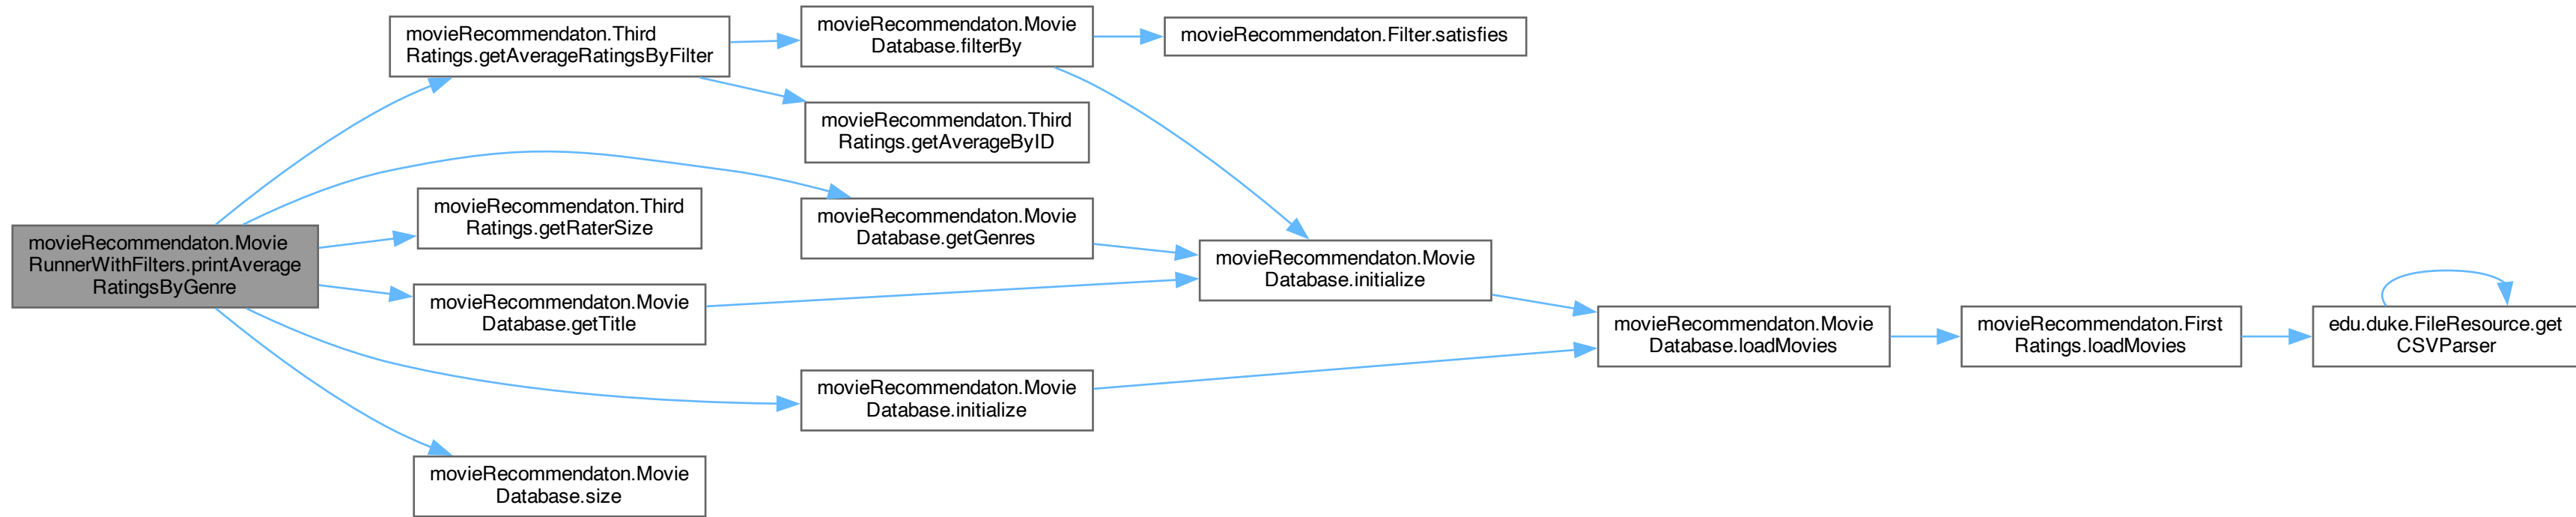 movieRecommendaton.Movie
RunnerWithFilters.printAverage
RatingsByGenre
movieRecommendaton.Third
Ratings.getAverageRatingsByFilter
movieRecommendaton.Third
Ratings.getRaterSize
movieRecommendaton.Movie
Database.getTitle
movieRecommendaton.Movie
Database.size
movieRecommendaton.Movie
Database.filterBy
movieRecommendaton.Third
Ratings.getAverageByID
movieRecommendaton.Movie
Database.getGenres
movieRecommendaton.Movie
Database.initialize
movieRecommendaton.Filter.satisfies
movieRecommendaton.Movie
Database.initialize
movieRecommendaton.Movie
Database.loadMovies
movieRecommendaton.First
Ratings.loadMovies
edu.duke.FileResource.get
CSVParser